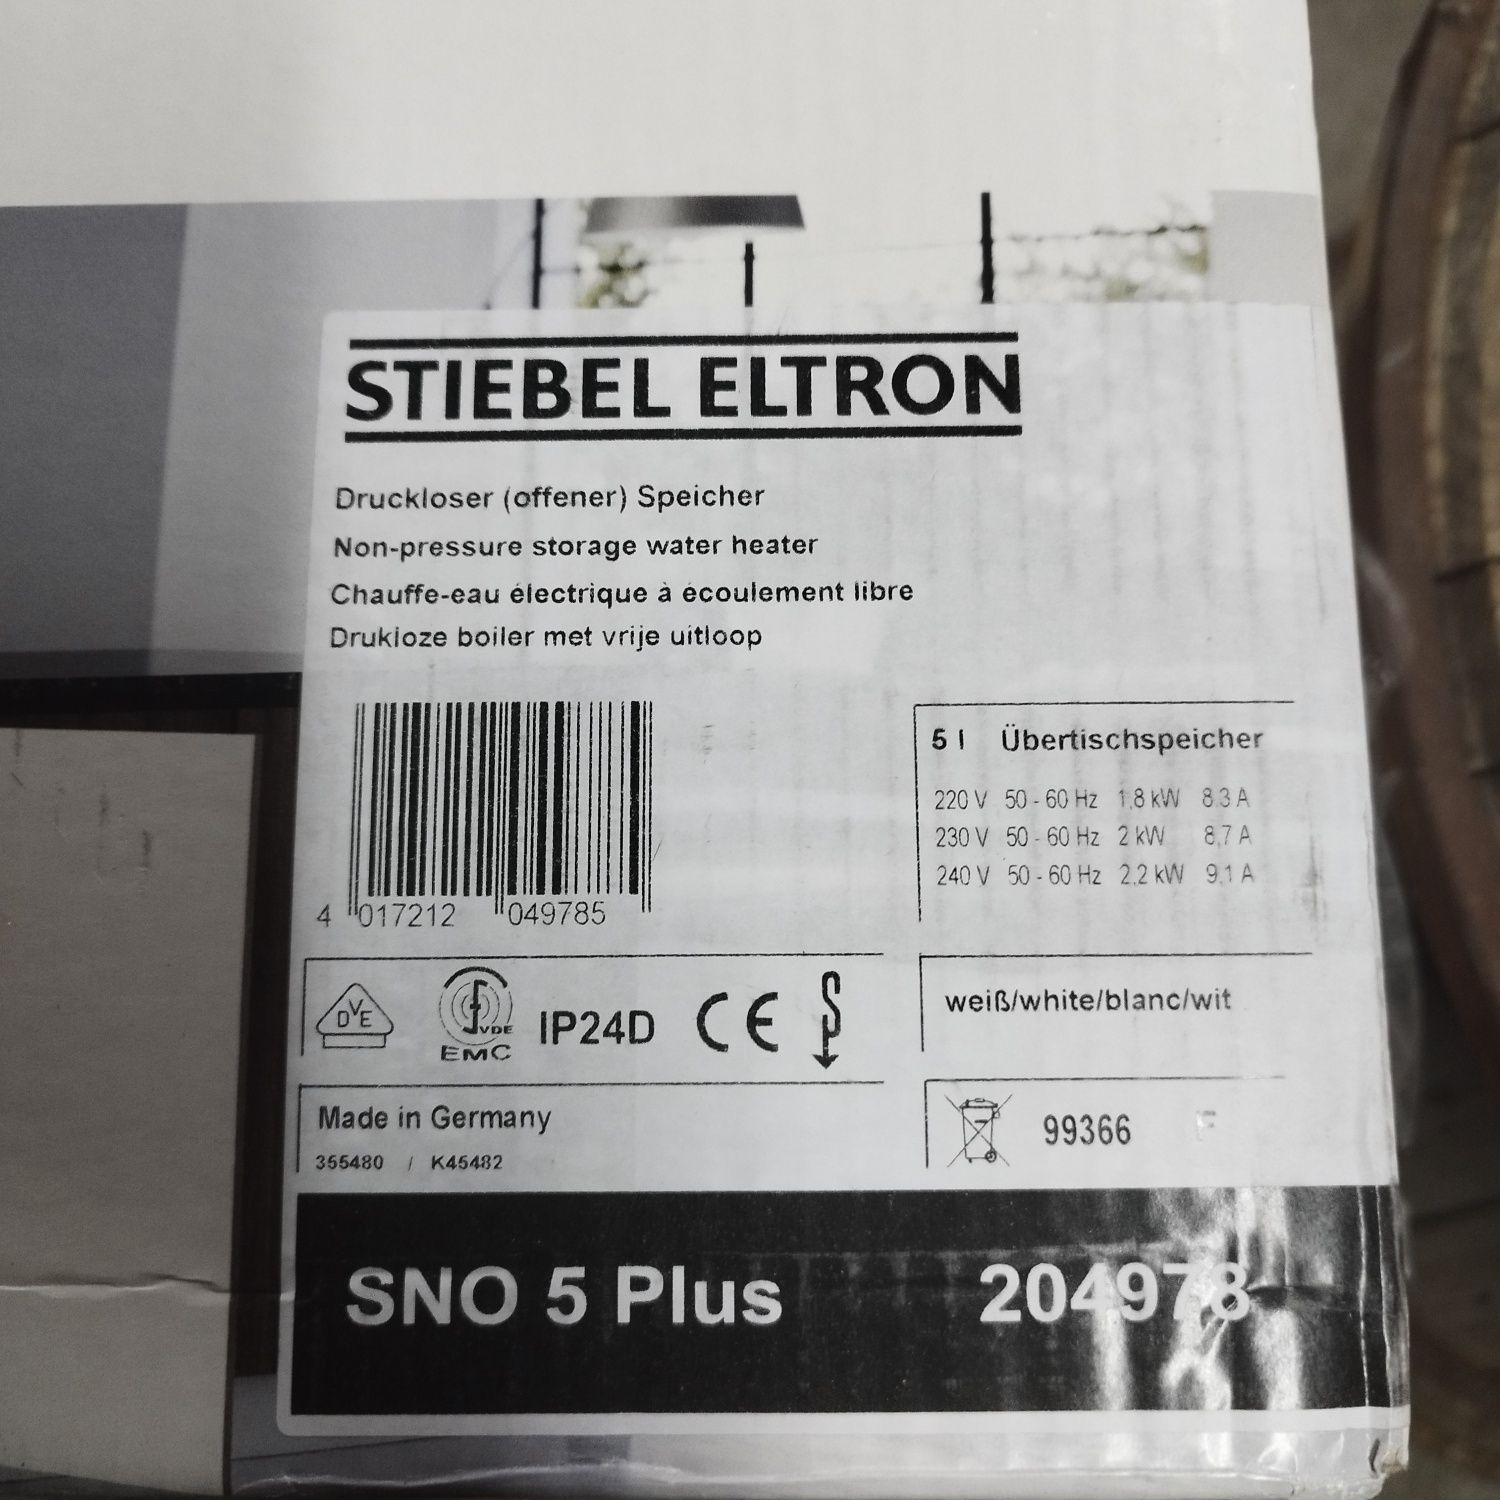 STIEBEL ELTRON
Druckloser (offener) Speicher
Non-pressure storage water heater
Chauffe-eau électrique à écoulement libre
Drukloze boiler met vrije uitloop
5 l Übertischspeicher
220 V 50 - 60 Hz 1,8 kW 8,3 A
230 V 50 - 60 Hz 2 kW 8,7 A
240 V 50 - 60 Hz 2,2 kW 9,1 A
4 017212 049785
DVE VDE EMC IP24D CE S
weiß/white/blanc/wit
Made in Germany
355480 / K45482
99366
SNO 5 Plus 204978